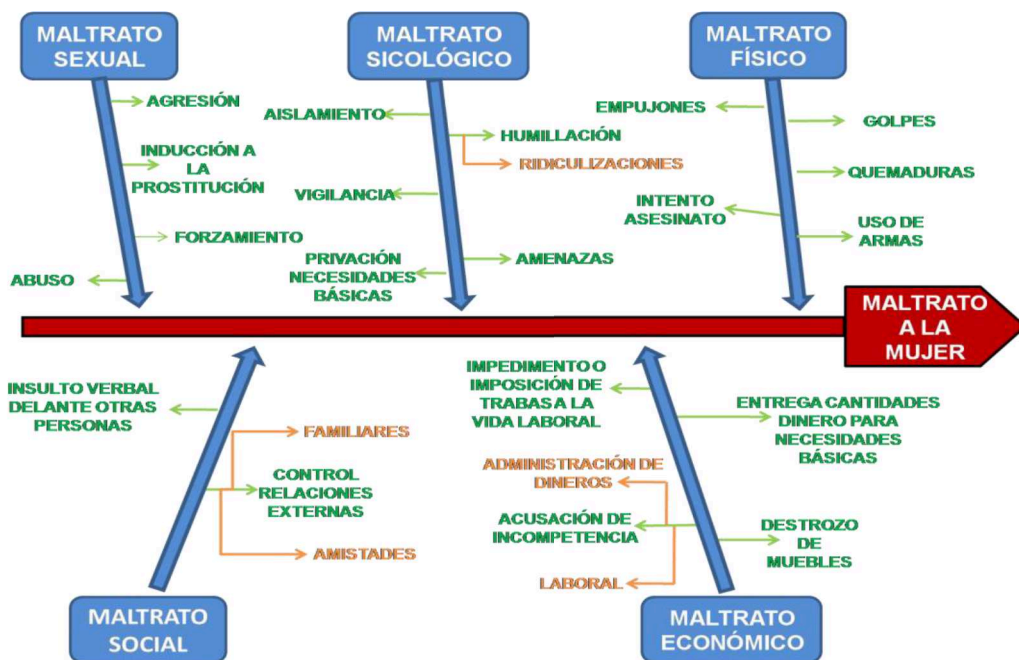 MALTRATO
SEXUAL
MALTRATO
SICOLÓGICO
MALTRATO
FÍSICO
AGRESIÓN
INDUCCIÓN A
LA
PROSTITUCIÓN
FORZAMIENTO
ABUSO
AISLAMIENTO
HUMILLACIÓN
RIDICULIZACIONES
VIGILANCIA
AMENAZAS
PRIVACIÓN
NECESIDADES
BÁSICAS
EMPUJONES
GOLPES
QUEMADURAS
INTENTO
ASESINATO
USO DE
ARMAS
MALTRATO
A LA
MUJER
INSULTO VERBAL
DELANTE OTRAS
PERSONAS
FAMILIARES
CONTROL
RELACIONES
EXTERNAS
AMISTADES
IMPEDIMENTO O
IMPOSICIÓN DE
TRABAS A LA
VIDA LABORAL
ENTREGA CANTIDADES
DINERO PARA
NECESIDADES
BÁSICAS
ADMINISTRACIÓN DE
DINEROS
ACUSACIÓN DE
INCOMPETENCIA
LABORAL
DESTROZO
DE
MUEBLES
MALTRATO
SOCIAL
MALTRATO
ECONÓMICO